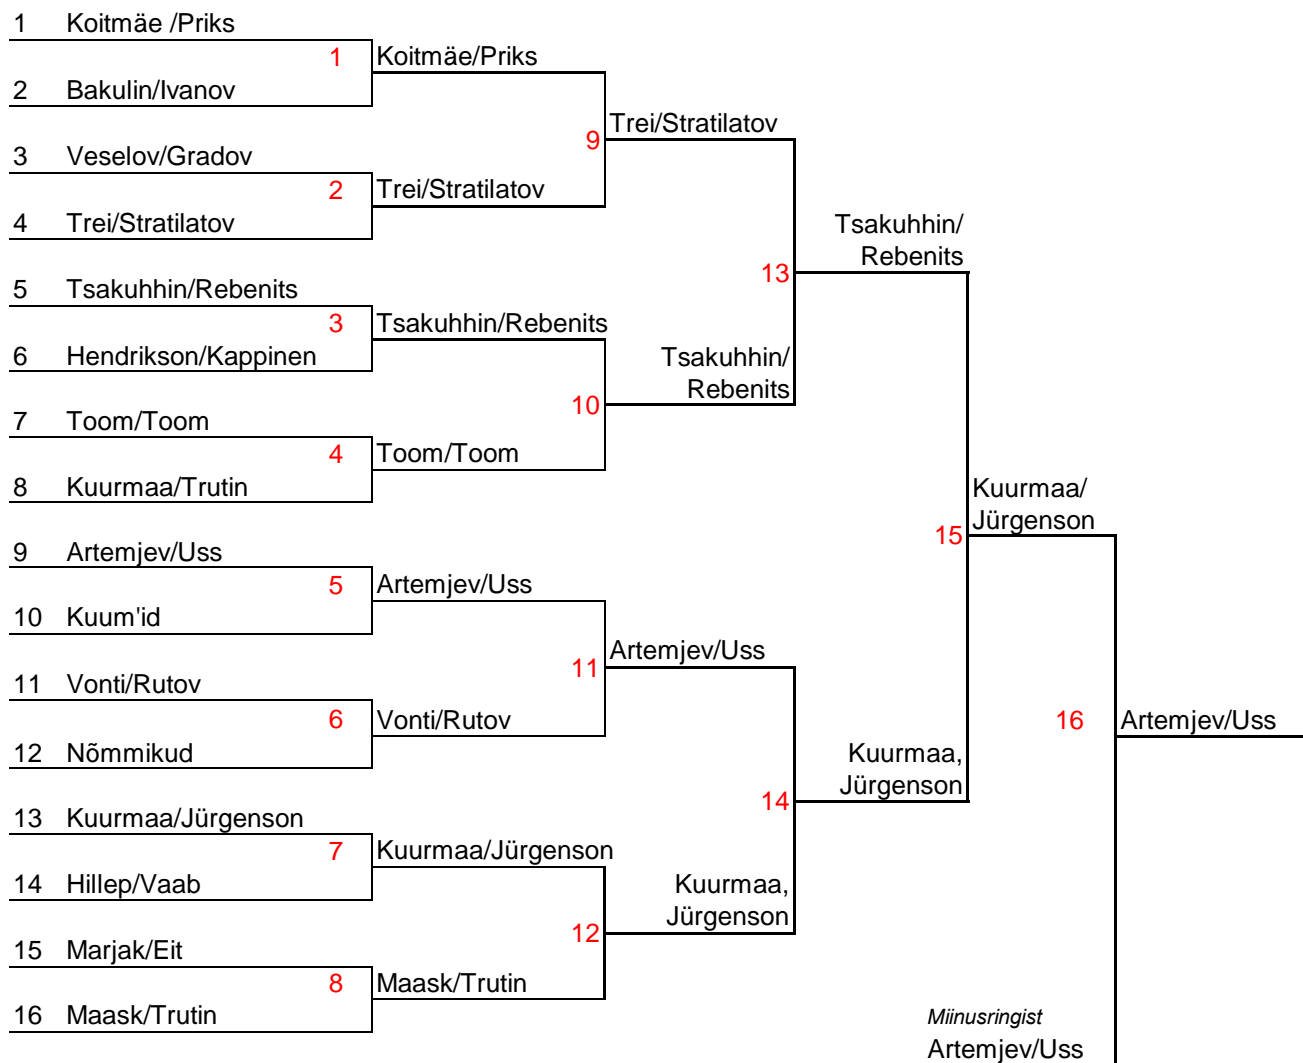 1 Koitmäe /Priks
1 Koitmäe/Priks
2 Bakulin/Ivanov
9 Trei/Stratilatov
3 Veselov/Gradov
2 Trei/Stratilatov
4 Trei/Stratilatov
Tsakuhhin/
Rebenits
13
5 Tsakuhhin/Rebenits
3 Tsakuhhin/Rebenits
6 Hendrikson/Kappinen
Tsakuhhin/
Rebenits
10
7 Toom/Toom
4 Toom/Toom
8 Kuurmaa/Trutin
Kuurmaa/
Jürgenson
15
9 Artemjev/Uss
5 Artemjev/Uss
10 Kuum'id
11 Artemjev/Uss
11 Vonti/Rutov
6 Vonti/Rutov
16 Artemjev/Uss
12 Nõmmikud
Kuurmaa,
Jürgenson
14
13 Kuurmaa/Jürgenson
7 Kuurmaa/Jürgenson
14 Hillep/Vaab
Kuurmaa,
Jürgenson
12
15 Marjak/Eit
8 Maask/Trutin
16 Maask/Trutin
Miinusringist
Artemjev/Uss